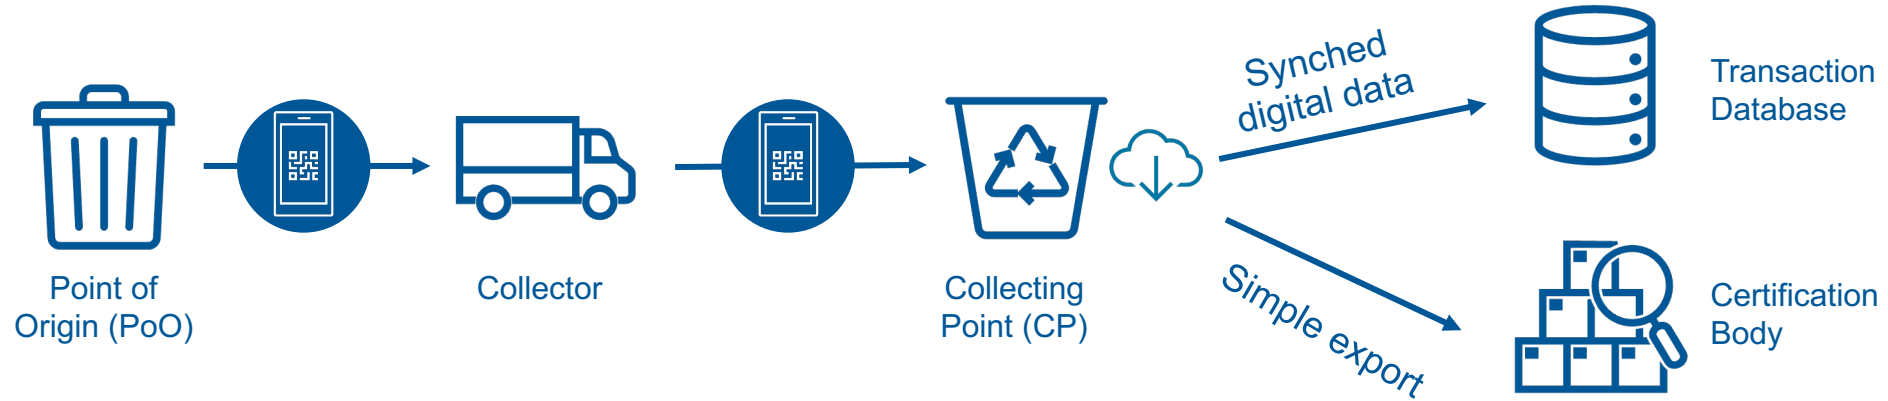 Point of
Origin (PoO)
Collector
Collecting
Point (CP)
Synched
digital data
Simple export
Transaction
Database
Certification
Body